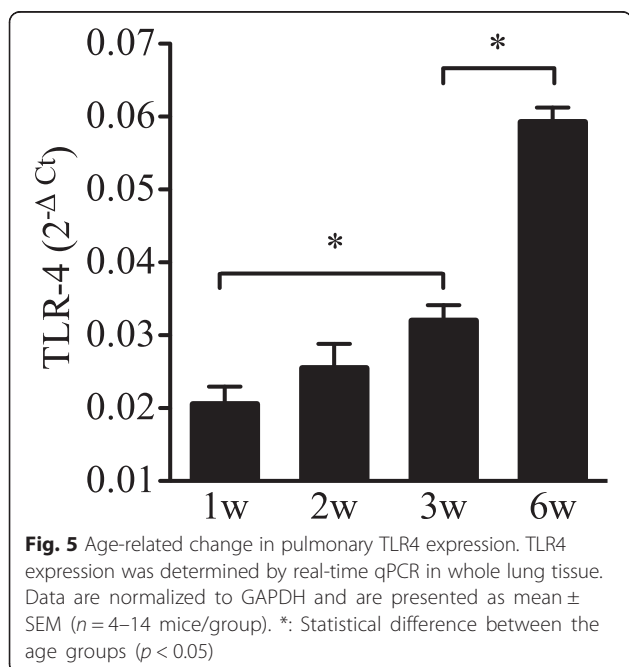 0.07
0.06
0.05
0.04
0.03
0.02
0.01
TLR-4 (2^-Δ Ct)
*
*
1w 2w 3w 6w
Fig. 5 Age-related change in pulmonary TLR4 expression. TLR4
expression was determined by real-time qPCR in whole lung tissue.
Data are normalized to GAPDH and are presented as mean ±
SEM (n = 4–14 mice/group). *: Statistical difference between the
age groups (p < 0.05)